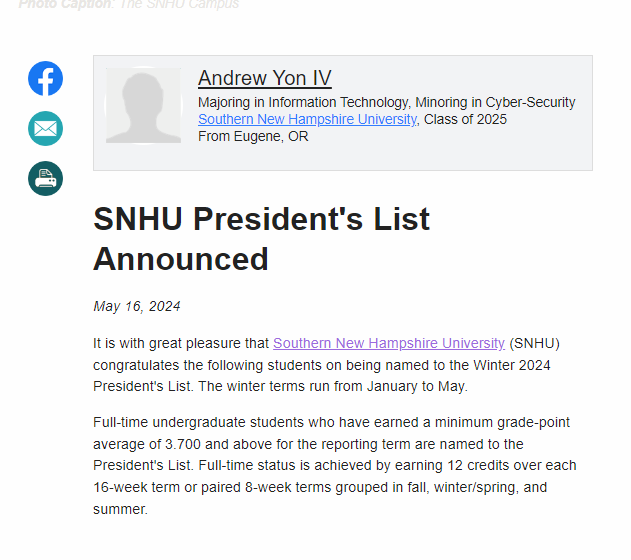 Photo Caption: The SNHU Campus
Andrew Yon IV
Majoring in Information Technology, Minoring in Cyber-Security
Southern New Hampshire University, Class of 2025
From Eugene, OR
SNHU President's List
Announced
May 16, 2024
It is with great pleasure that Southern New Hampshire University (SNHU)
congratulates the following students on being named to the Winter 2024
President's List. The winter terms run from January to May.
Full-time undergraduate students who have earned a minimum grade-point
average of 3.700 and above for the reporting term are named to the
President's List. Full-time status is achieved by earning 12 credits over each
16-week term or paired 8-week terms grouped in fall, winter/spring, and
summer.